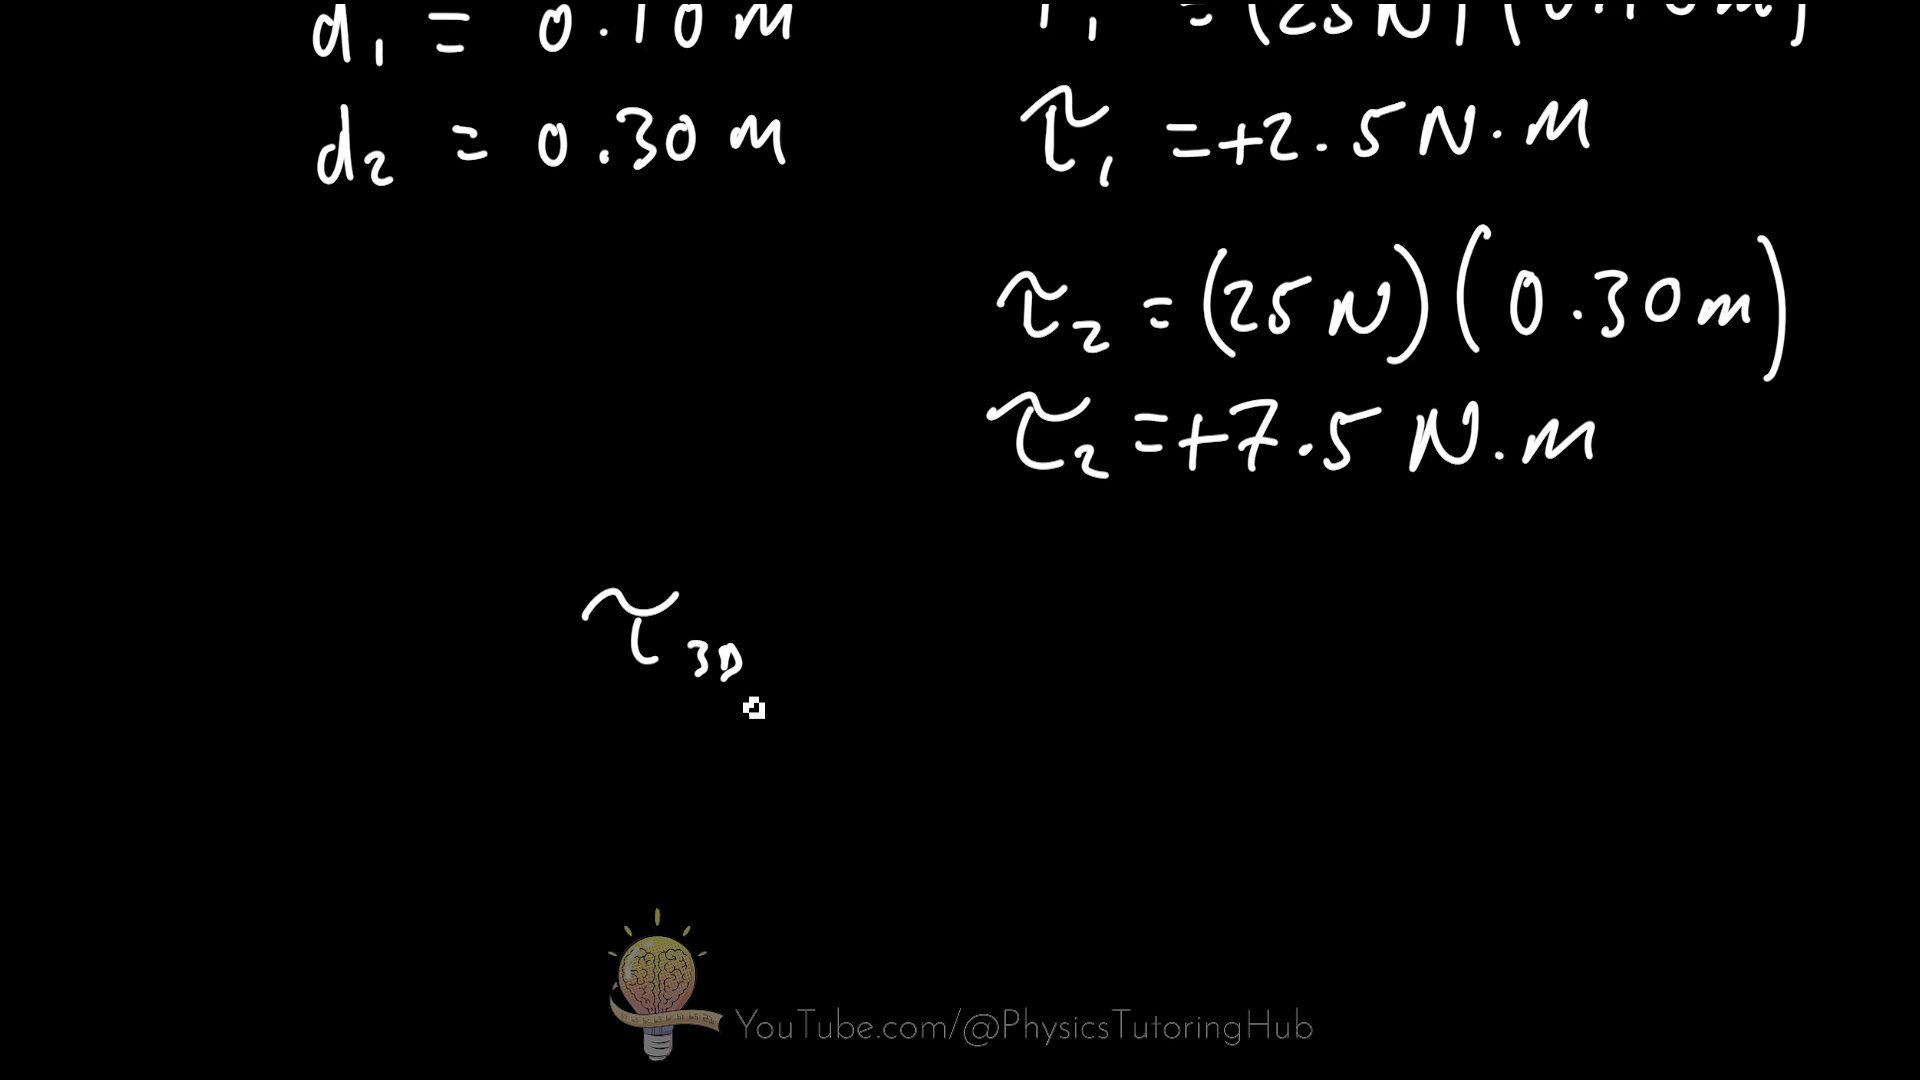 d₁ = 0.10 m
d₂ = 0.30 m
τ₁ = +2.5 N·m
τ₂ = (25 N)(0.30 m)
τ₂ = +7.5 N·m
τ
YouTube.com/@PhysicsTutoringHub